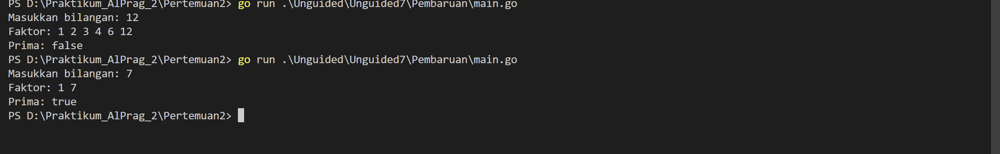 PS D:\Praktikum_AlPrag_2\Pertemuan2> go run .\Unguided\Unguided7\Pembaruan\main.go
Masukkan bilangan: 12
Faktor: 1 2 3 4 6 12
Prima: false
PS D:\Praktikum_AlPrag_2\Pertemuan2> go run .\Unguided\Unguided7\Pembaruan\main.go
Masukkan bilangan: 7
Faktor: 1 7
Prima: true
PS D:\Praktikum_AlPrag_2\Pertemuan2>